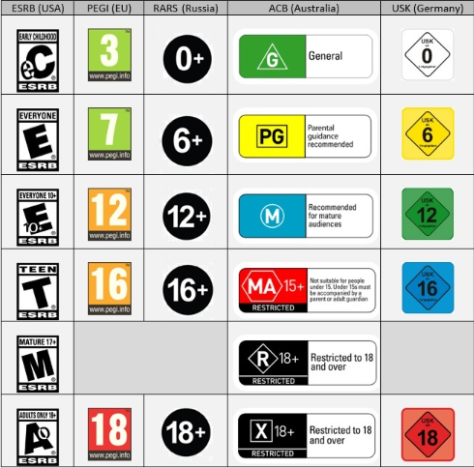 ESRB (USA) PEGI (EU) RARS (Russia) ACB (Australia) USK (Germany)
EARLY CHILDHOOD
eC
ESRB
3
www.pegi.info
0+
G
General
USK
0
EVERYONE
E
ESRB
7
www.pegi.info
6+
PG
Parental
guidance
recommended
USK
6
EVERYONE 10+
E
10+
ESRB
12
www.pegi.info
12+
M
Recommended
for mature
audiences
USK
12
TEEN
T
ESRB
16
www.pegi.info
16+
MA 15+
RESTRICTED
Not suitable for people
under 15. Under 15s must
be accompanied by a
parent or adult guardian
USK
16
MATURE 17+
M
ESRB
R 18+
RESTRICTED
Restricted to 18
and over
ADULTS ONLY 18+
Ao
ESRB
18
www.pegi.info
18+
X 18+
RESTRICTED
Restricted to 18
and over
USK
18